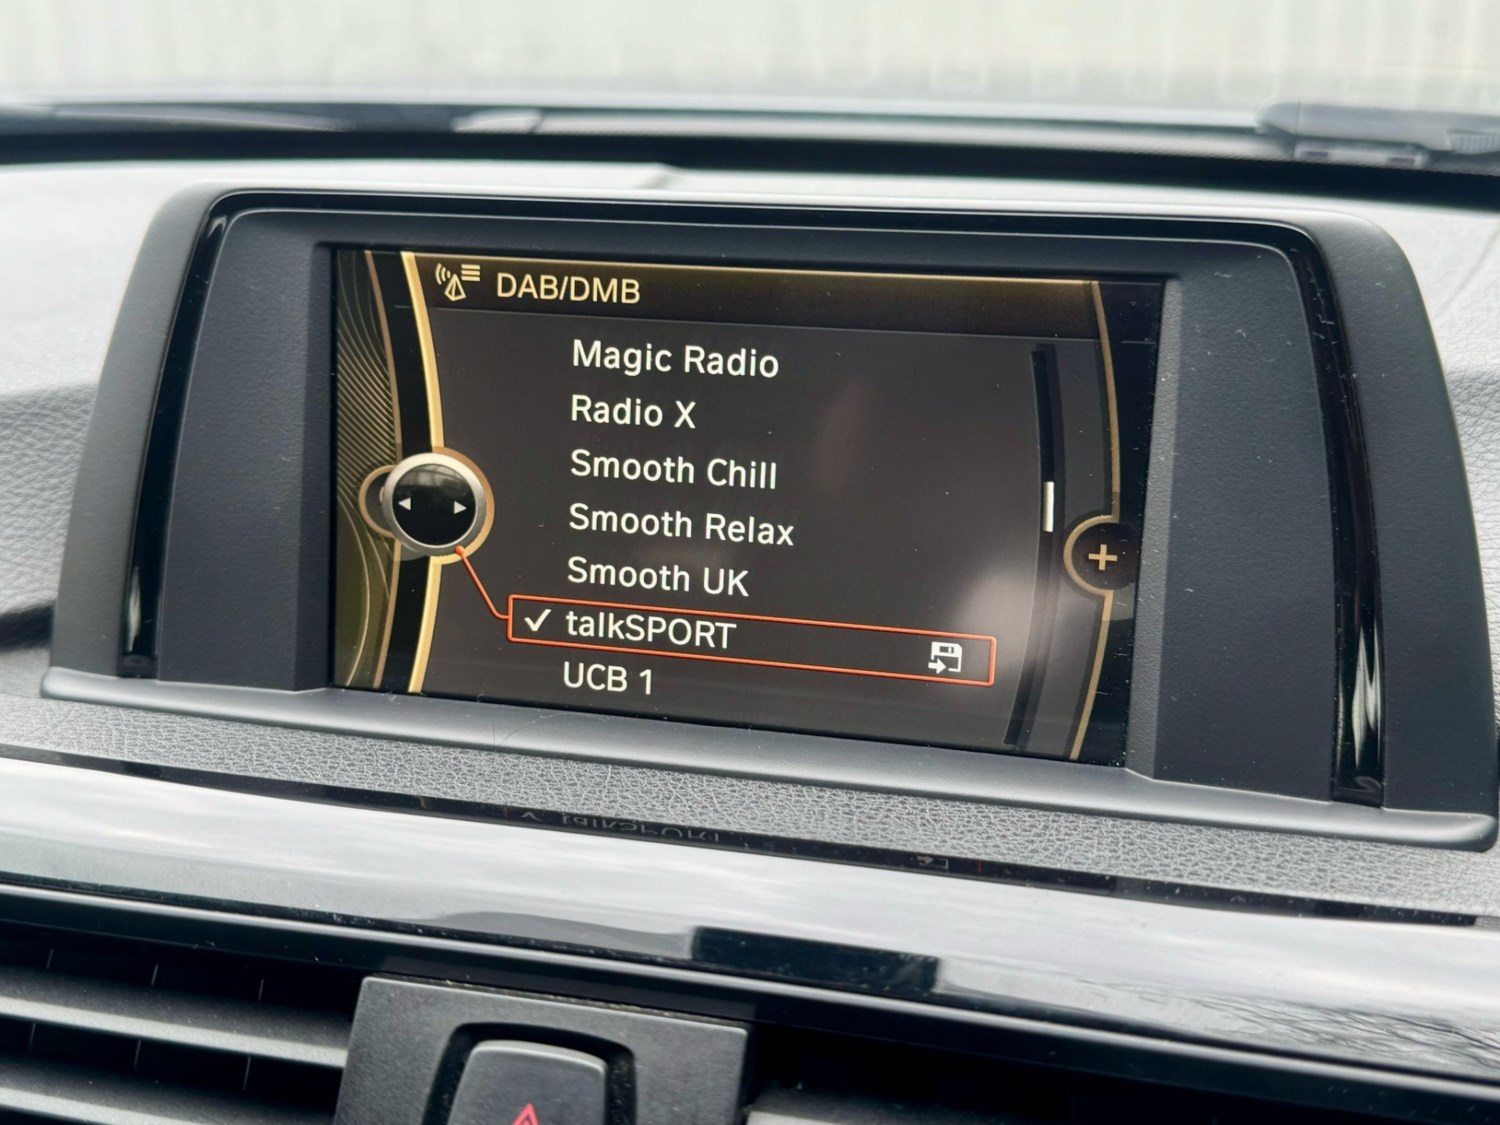 DAB/DMB
Magic Radio
Radio X
Smooth Chill
Smooth Relax
Smooth UK
talkSPORT
UCB 1